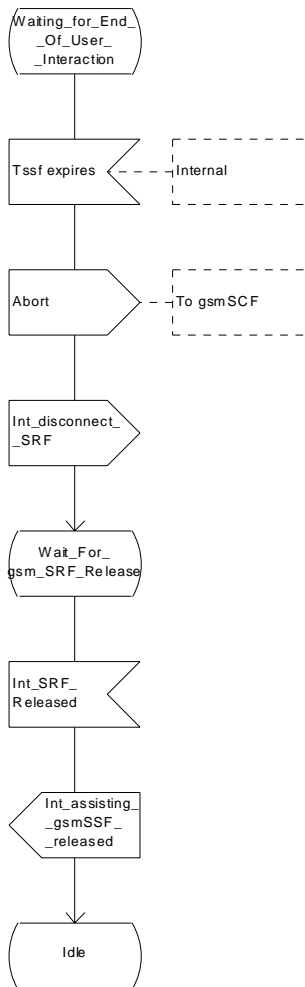 Waiting_for_End_
_Of_User_
_Interaction
Tssf expires
Internal
Abort
To gsmSCF
Int_disconnect_
_SRF
Wait_For_
gsm_SRF_Release
Int_SRF_
Released
Int_assisting_
_gsmSSF_
_released
Idle